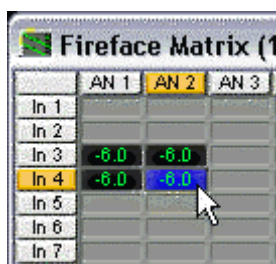 Fireface Matrix (1
AN 1 AN 2 AN 3
In 1
In 2
In 3 -6.0 -6.0
In 4 -6.0 -6.0
In 5
In 6
In 7